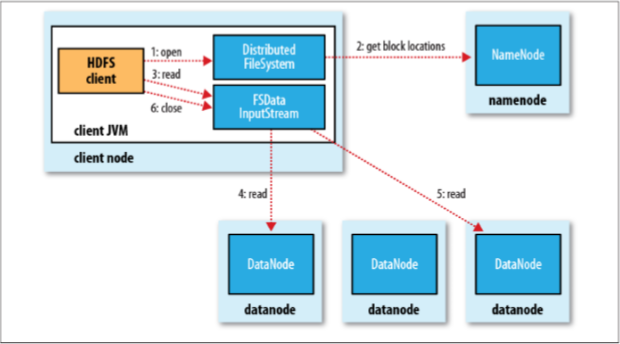 HDFS
client
1: open
3: read
6: close
Distributed
FileSystem
FSData
InputStream
client JVM
client node
2: get block locations
NameNode
namenode
4: read
5: read
DataNode
datanode
DataNode
datanode
DataNode
datanode